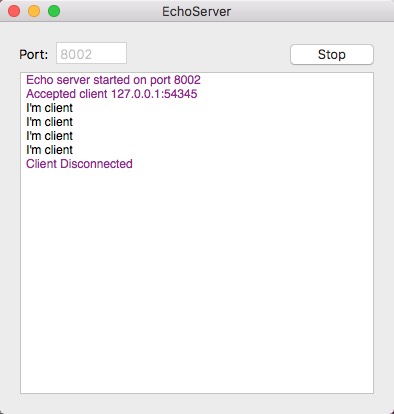 EchoServer
Port: 8002 Stop
Echo server started on port 8002
Accepted client 127.0.0.1:54345
I'm client
I'm client
I'm client
I'm client
Client Disconnected